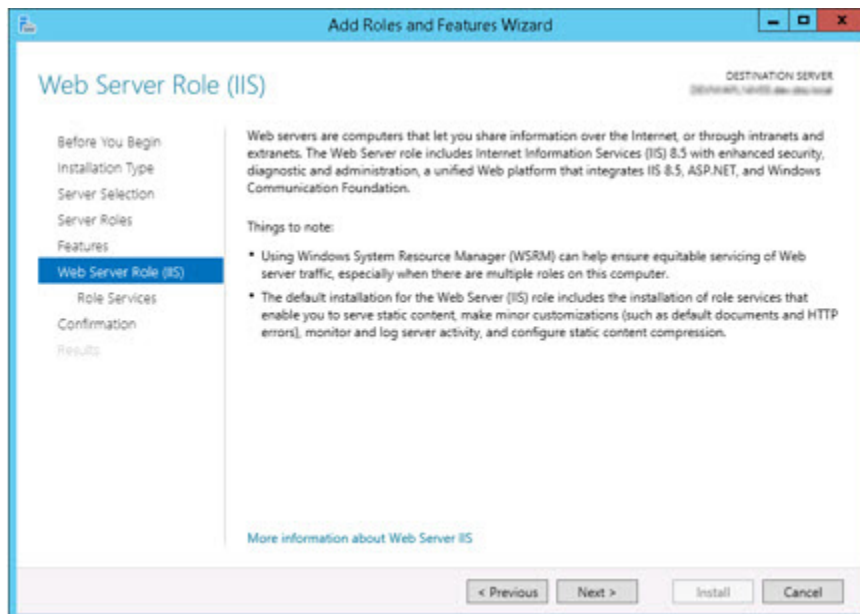 Add Roles and Features Wizard
Web Server Role (IIS)
DESTINATION SERVER
Before You Begin
Installation Type
Server Selection
Server Roles
Features
Web Server Role (IIS)
Role Services
Confirmation
Results
Web servers are computers that let you share information over the Internet, or through intranets and
extranets. The Web Server role includes Internet Information Services (IIS) 8.5 with enhanced security,
diagnostic and administration, a unified Web platform that integrates IIS 8.5, ASP.NET, and Windows
Communication Foundation.
Things to note:
• Using Windows System Resource Manager (WSRM) can help ensure equitable servicing of Web
server traffic, especially when there are multiple roles on this computer.
• The default installation for the Web Server (IIS) role includes the installation of role services that
enable you to serve static content, make minor customizations (such as default documents and HTTP
errors), monitor and log server activity, and configure static content compression.
More information about Web Server IIS
< Previous
Next >
Install
Cancel